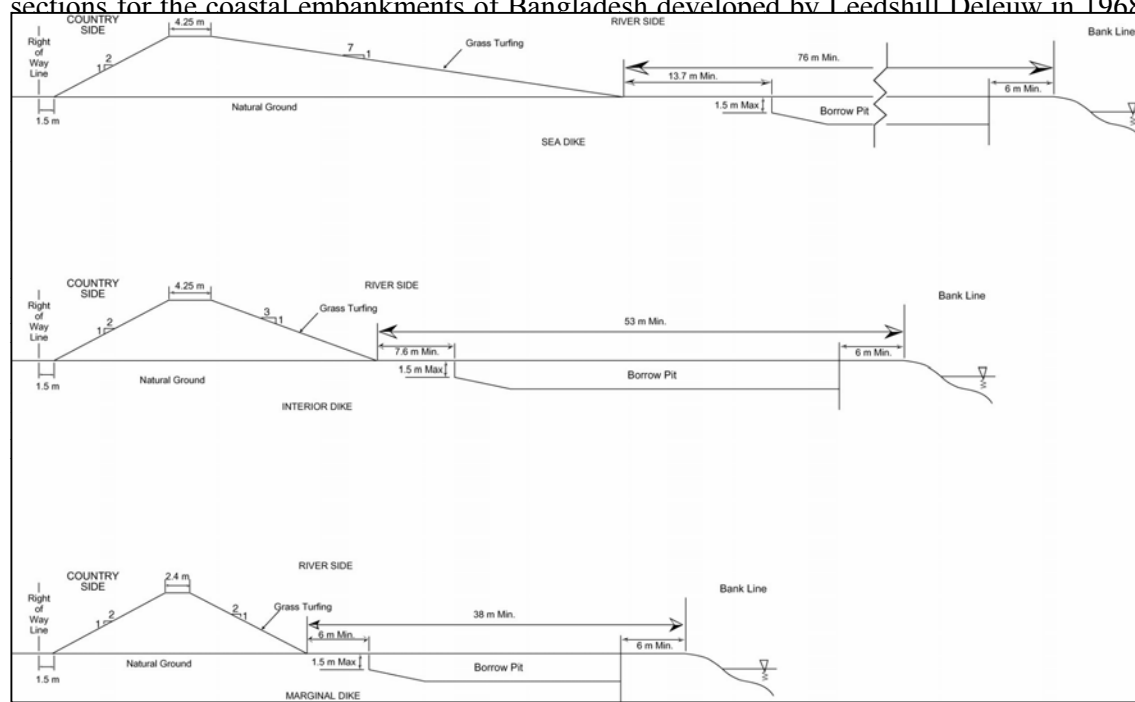 sections for the coastal embankments of Bangladesh developed by Leedshill Deleuw in 1968
COUNTRY
SIDE
4.25 m
RIVER SIDE
Bank Line
Right
of
Way
Line
1
2
7
1
Grass Turfing
76 m Min.
13.7 m Min.
6 m Min.
1.5 m
Natural Ground
1.5 m Max
Borrow Pit
SEA DIKE
COUNTRY
SIDE
4.25 m
RIVER SIDE
Bank Line
Right
of
Way
Line
1
2
3
1
Grass Turfing
53 m Min.
7.6 m Min.
6 m Min.
1.5 m
Natural Ground
1.5 m Max
Borrow Pit
INTERIOR DIKE
COUNTRY
SIDE
2.4 m
RIVER SIDE
Bank Line
Right
of
Way
Line
1
2
2
1
Grass Turfing
38 m Min.
6 m Min.
6 m Min.
1.5 m
Natural Ground
1.5 m Max
Borrow Pit
MARGINAL DIKE